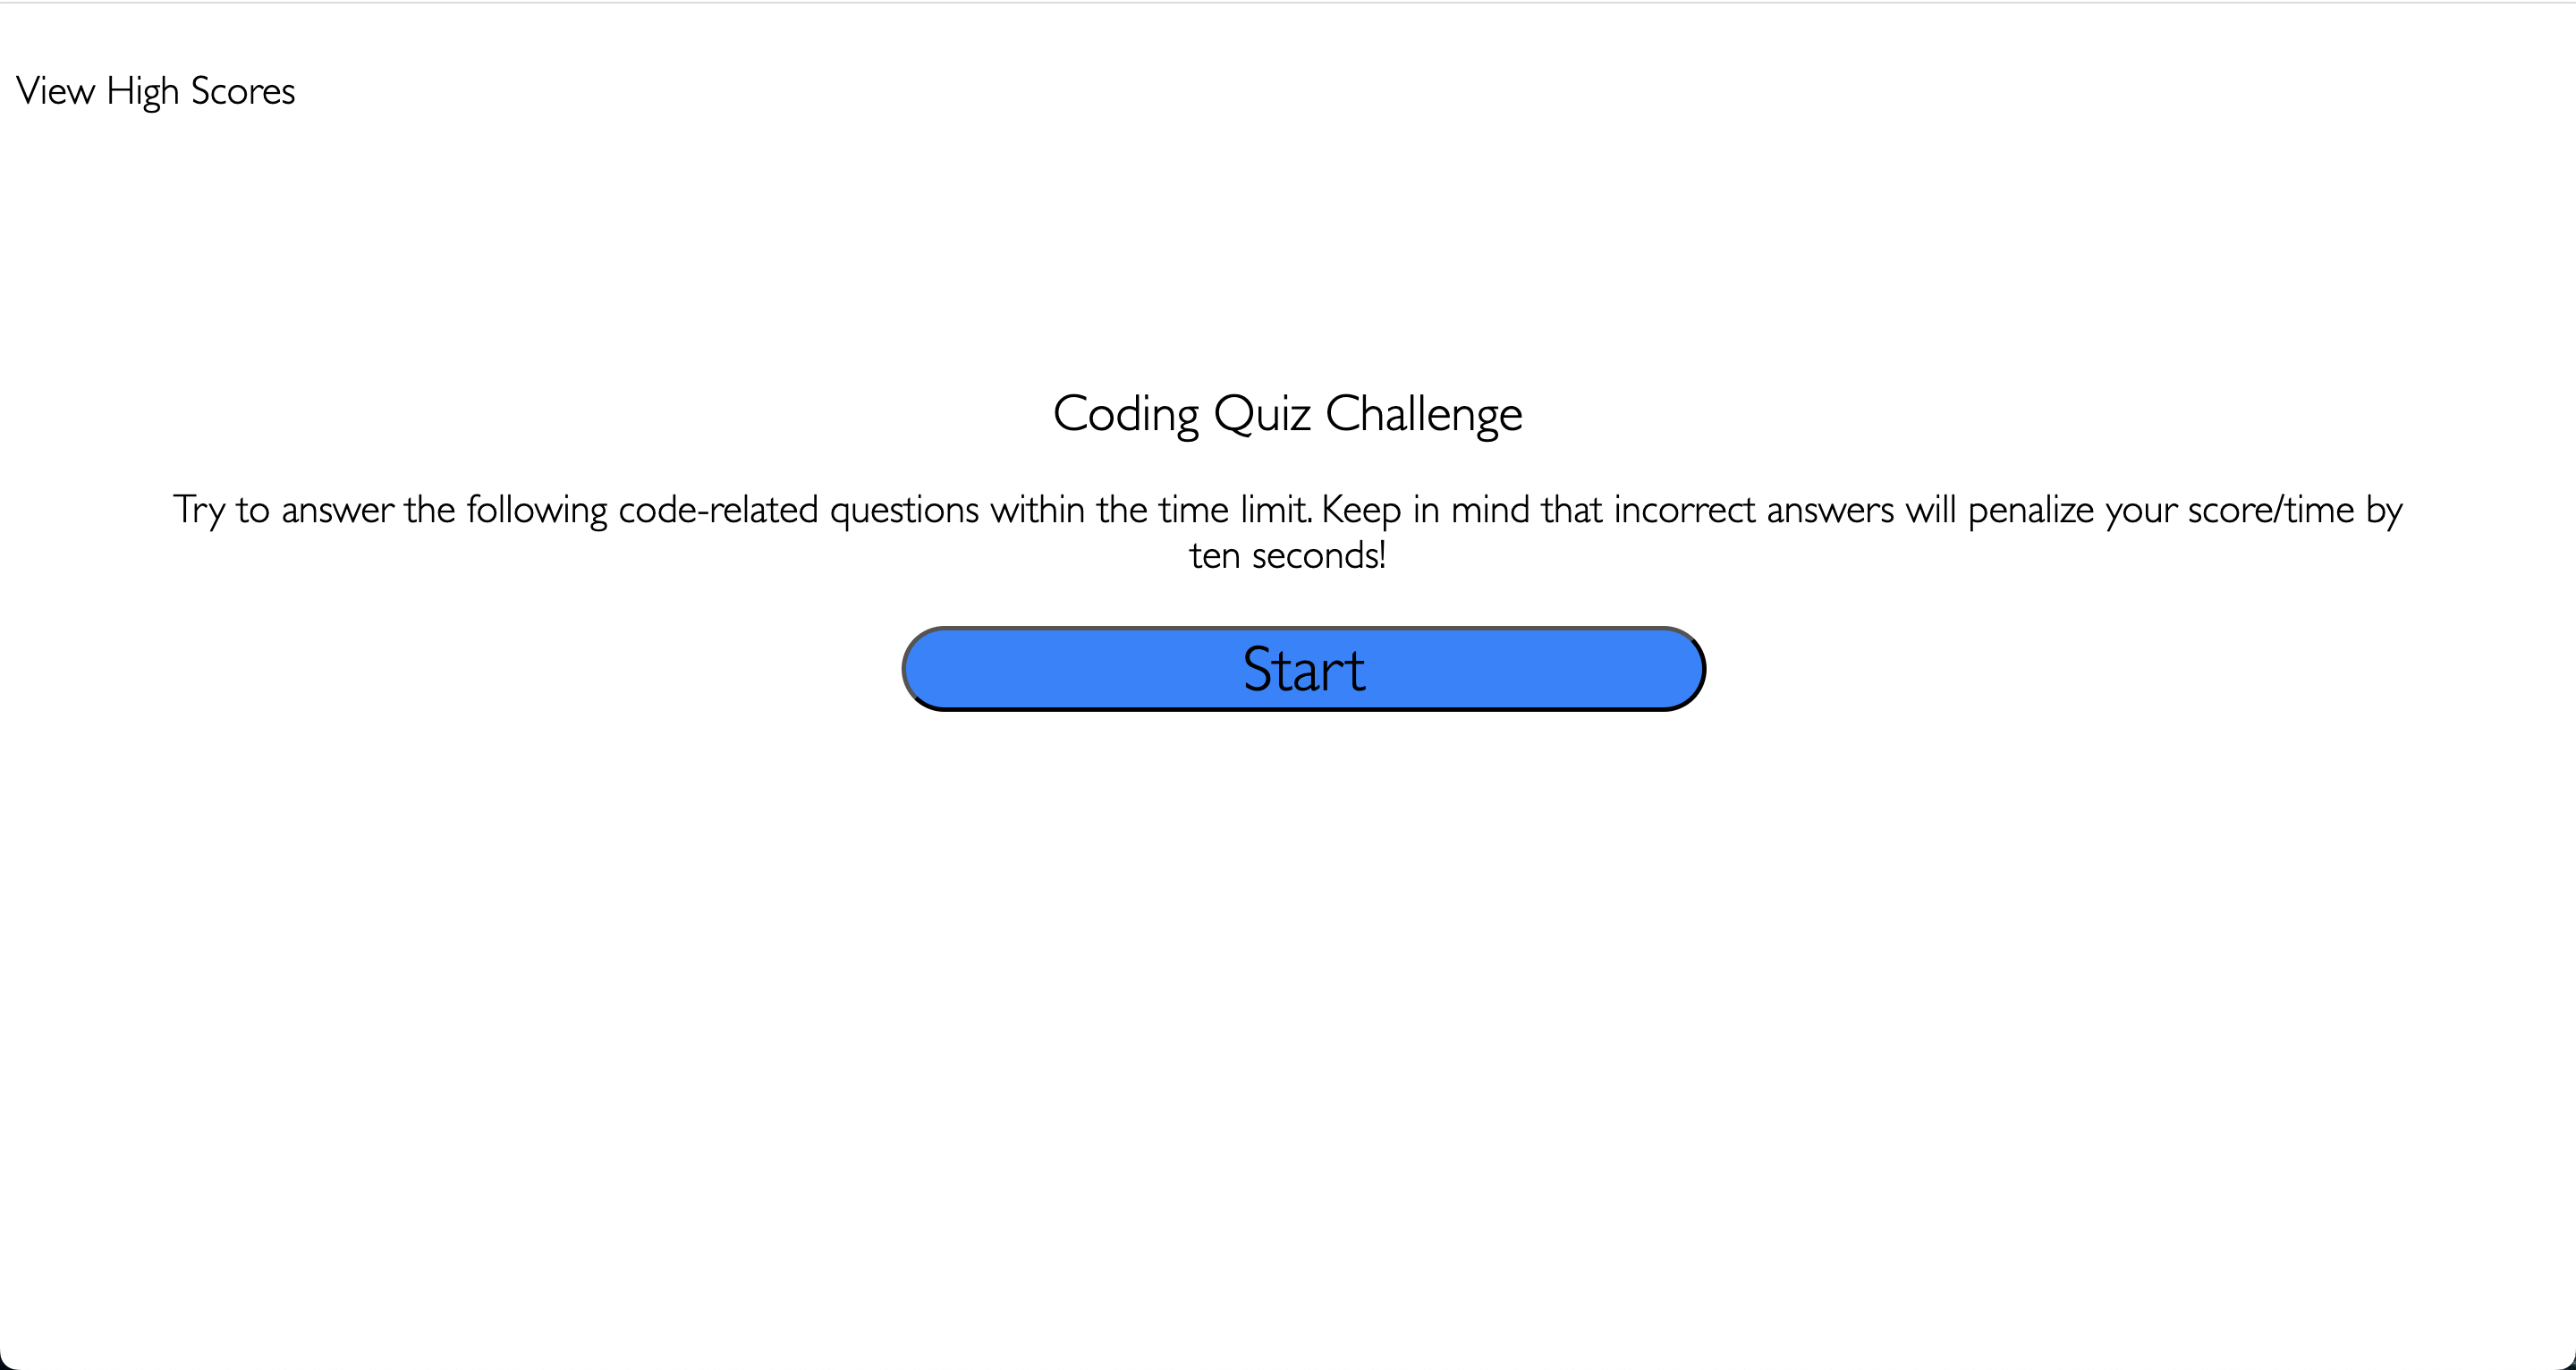 View High Scores
Coding Quiz Challenge
Try to answer the following code-related questions within the time limit. Keep in mind that incorrect answers will penalize your score/time by
ten seconds!
Start